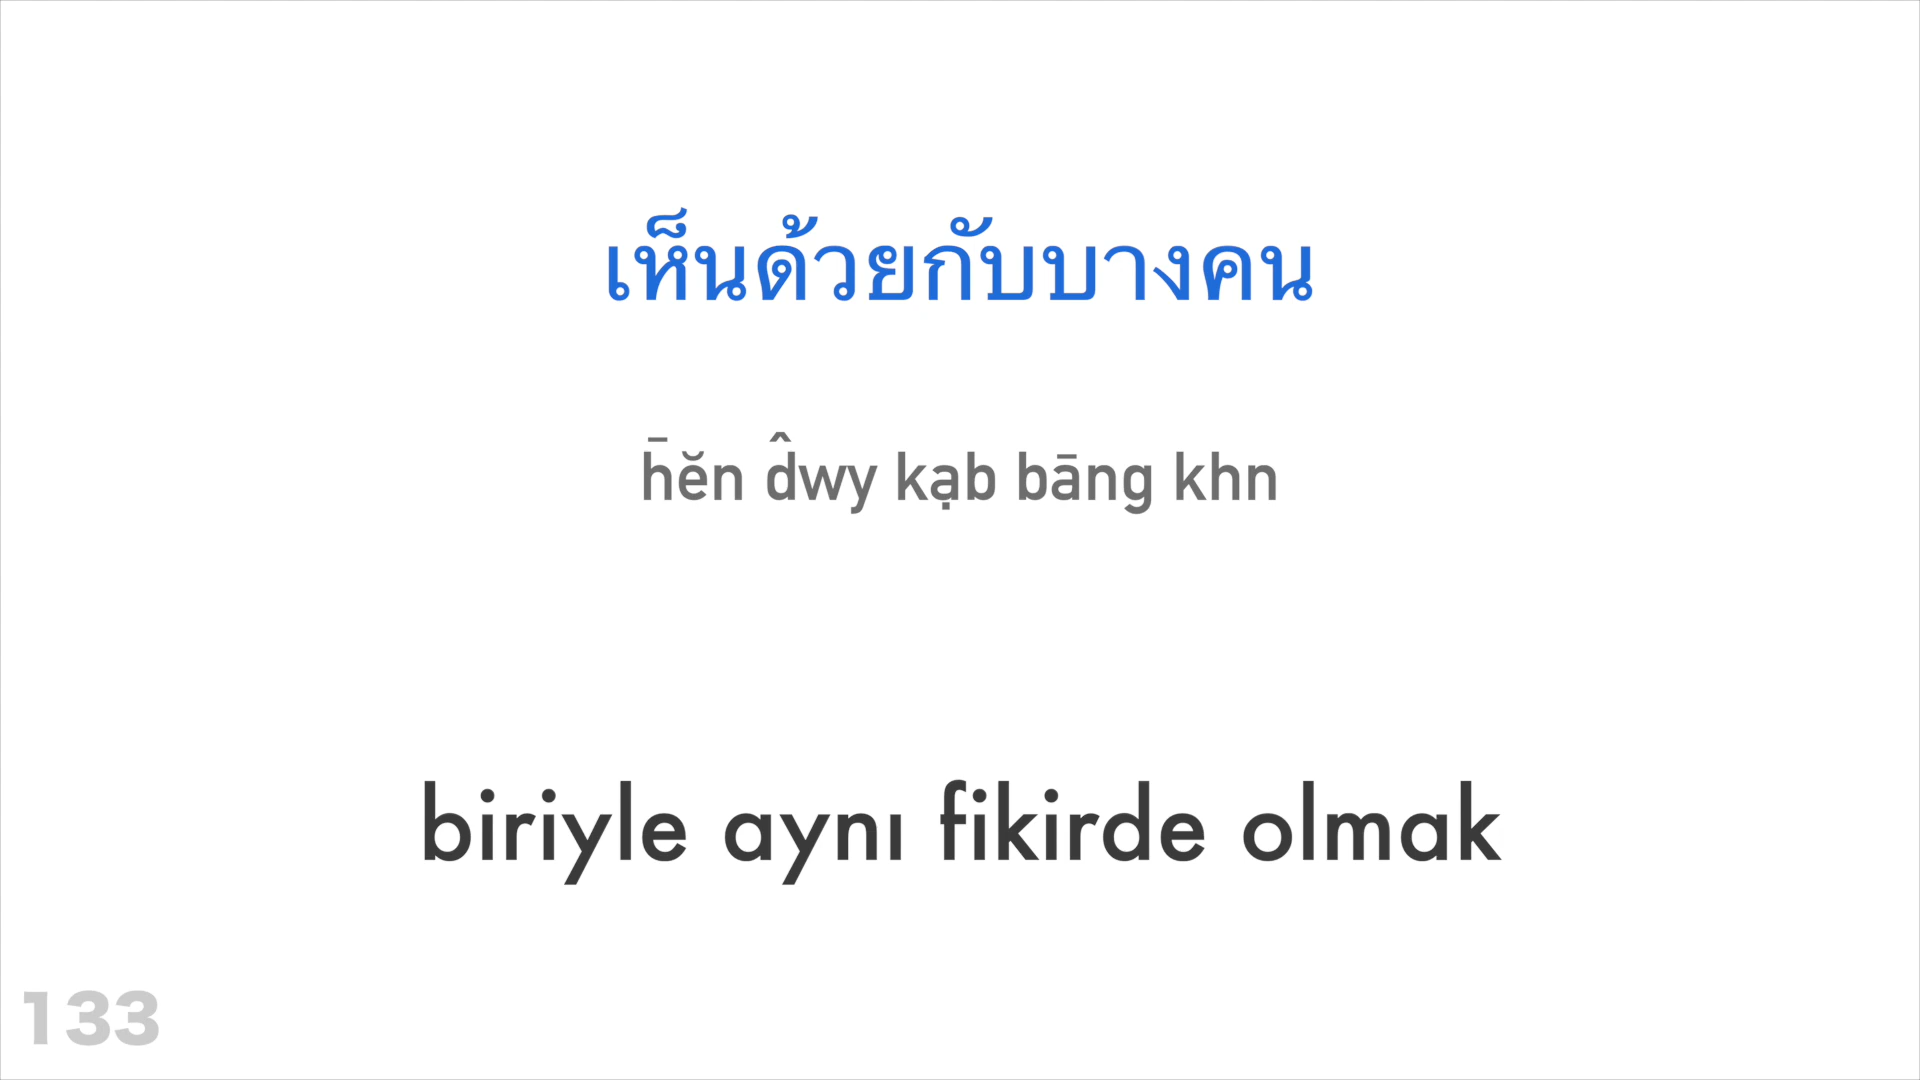 เห็นด้วยกับบางคน
h̄ĕn d̂wy kạb bāng khn
biriyle aynı fikirde olmak
133